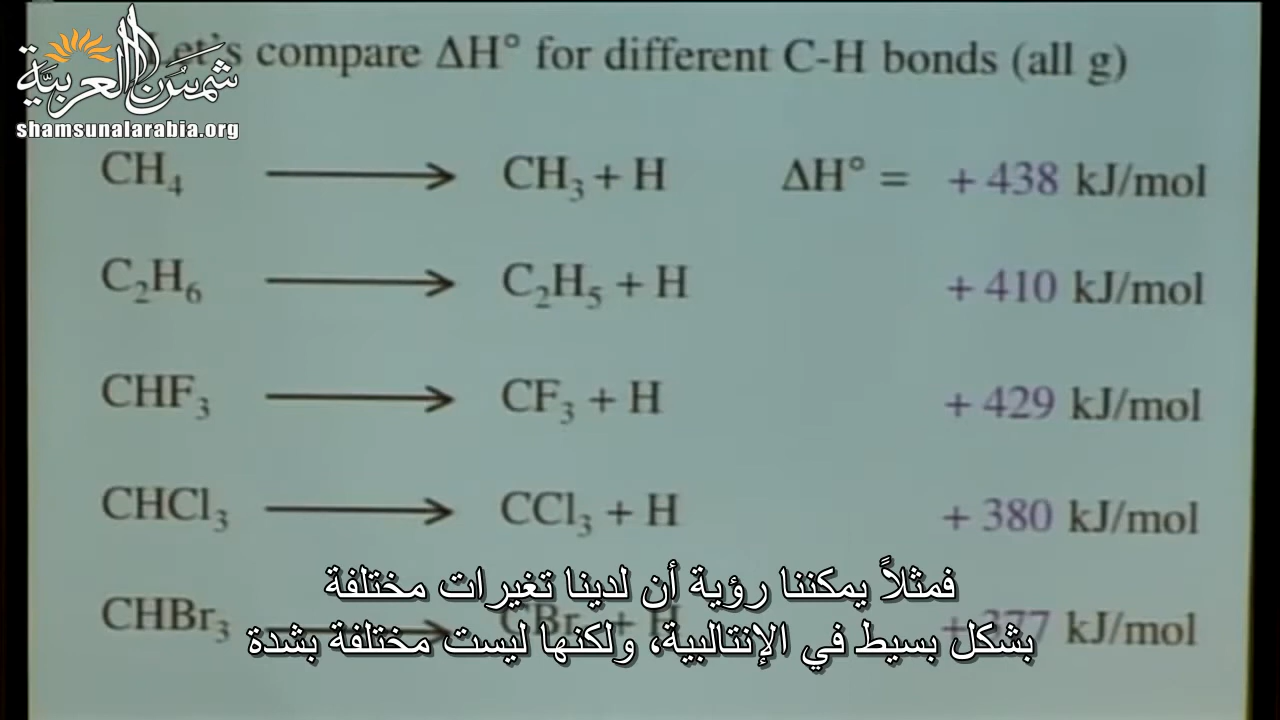 شمس العربية
shamsunalarabia.org
Let's compare ΔH° for different C-H bonds (all g)
CH₄ ⟶ CH₃ + H ΔH° = + 438 kJ/mol
C₂H₆ ⟶ C₂H₅ + H + 410 kJ/mol
CHF₃ ⟶ CF₃ + H + 429 kJ/mol
CHCl₃ ⟶ CCl₃ + H + 380 kJ/mol
CHBr₃ ⟶ CBr₃ + H + 377 kJ/mol
فمثلاً يمكننا رؤية أن لدينا تغيرات مختلفة
بشكل بسيط في الإنتالبية، ولكنها ليست مختلفة بشدة